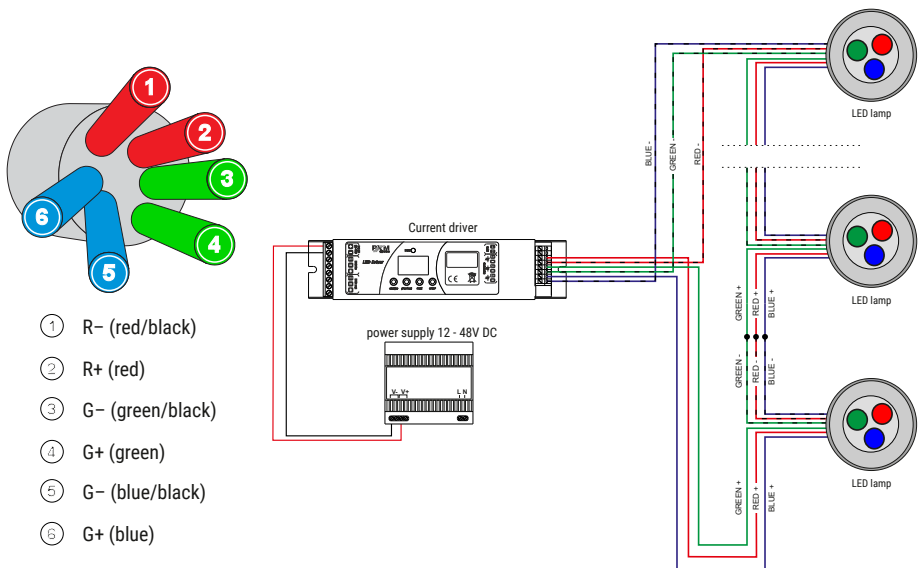 1
2
3
4
5
6
1 R– (red/black)
2 R+ (red)
3 G– (green/black)
4 G+ (green)
5 G– (blue/black)
6 G+ (blue)
Current driver
LED Driver
CE
power supply 12 - 48V DC
V- V+
L N
BLUE -
GREEN -
RED -
LED lamp
LED lamp
GREEN +
RED +
BLUE +
GREEN -
RED -
BLUE -
LED lamp
GREEN +
RED +
BLUE +